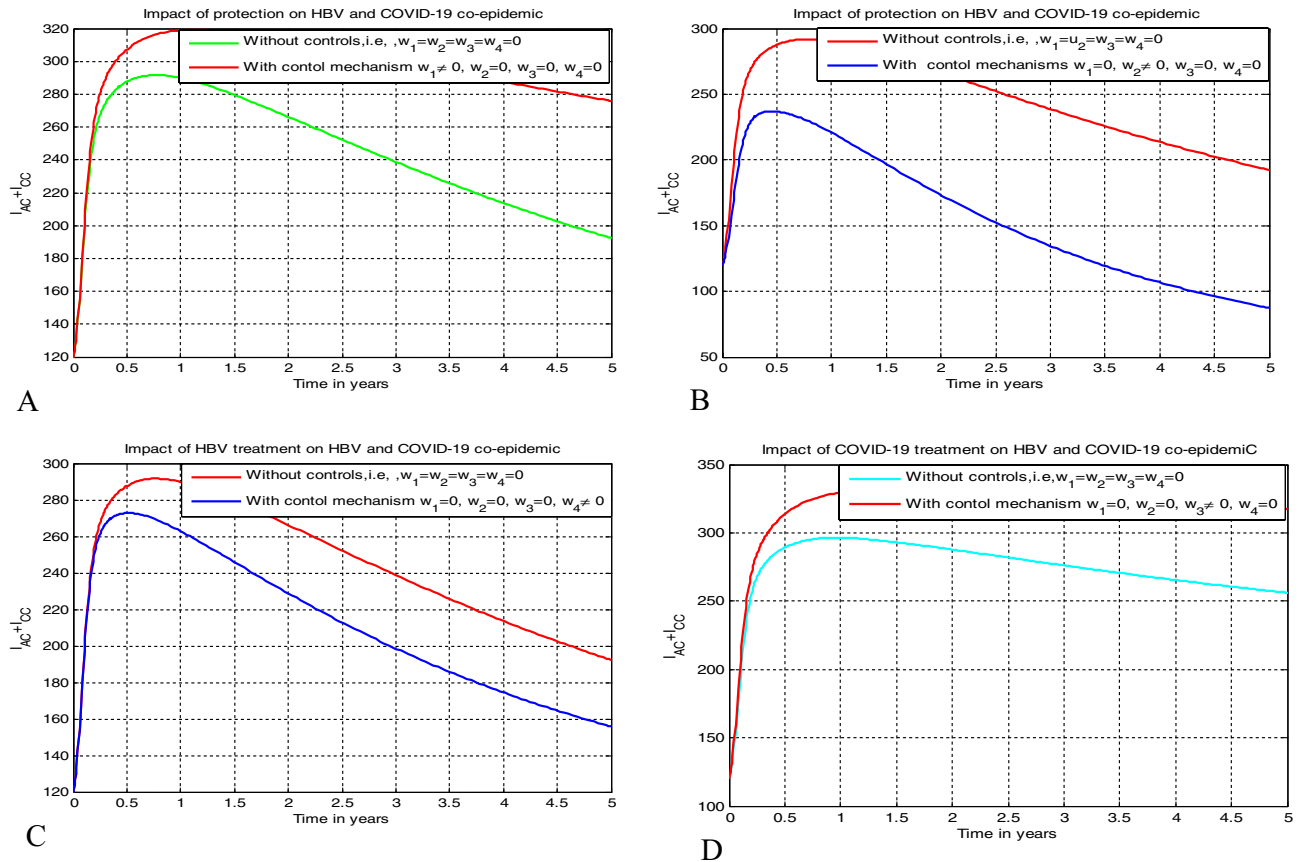 Impact of protection on HBV and COVID-19 co-epidemic
Without controls,i.e, ,w₁=w₂=w₃=w₄=0
With contol mechanism w₁≠ 0, w₂=0, w₃=0, w₄=0
320
300
280
260
240
220
200
180
160
140
120
I_AC+I_CC
0 0.5 1 1.5 2 2.5 3 3.5 4 4.5 5
Time in years
A
Impact of protection on HBV and COVID-19 co-epidemic
Without controls,i.e, ,w₁=u₂=w₃=w₄=0
With contol mechanisms w₁=0, w₂≠ 0, w₃=0, w₄=0
300
250
200
150
100
50
I_AC+I_CC
0 0.5 1 1.5 2 2.5 3 3.5 4 4.5 5
Time in years
B
Impact of HBV treatment on HBV and COVID-19 co-epidemic
Without controls,i.e, ,w₁=w₂=w₃=w₄=0
With contol mechanism w₁=0, w₂=0, w₃=0, w₄≠ 0
300
280
260
240
220
200
180
160
140
120
I_AC+I_CC
0 0.5 1 1.5 2 2.5 3 3.5 4 4.5 5
Time in years
C
Impact of COVID-19 treatment on HBV and COVID-19 co-epidemiC
Without controls,i.e,w₁=w₂=w₃=w₄=0
With contol mechanism w₁=0, w₂=0, w₃≠ 0, w₄=0
350
300
250
200
150
100
I_AC+I_CC
0 0.5 1 1.5 2 2.5 3 3.5 4 4.5 5
Time in years
D